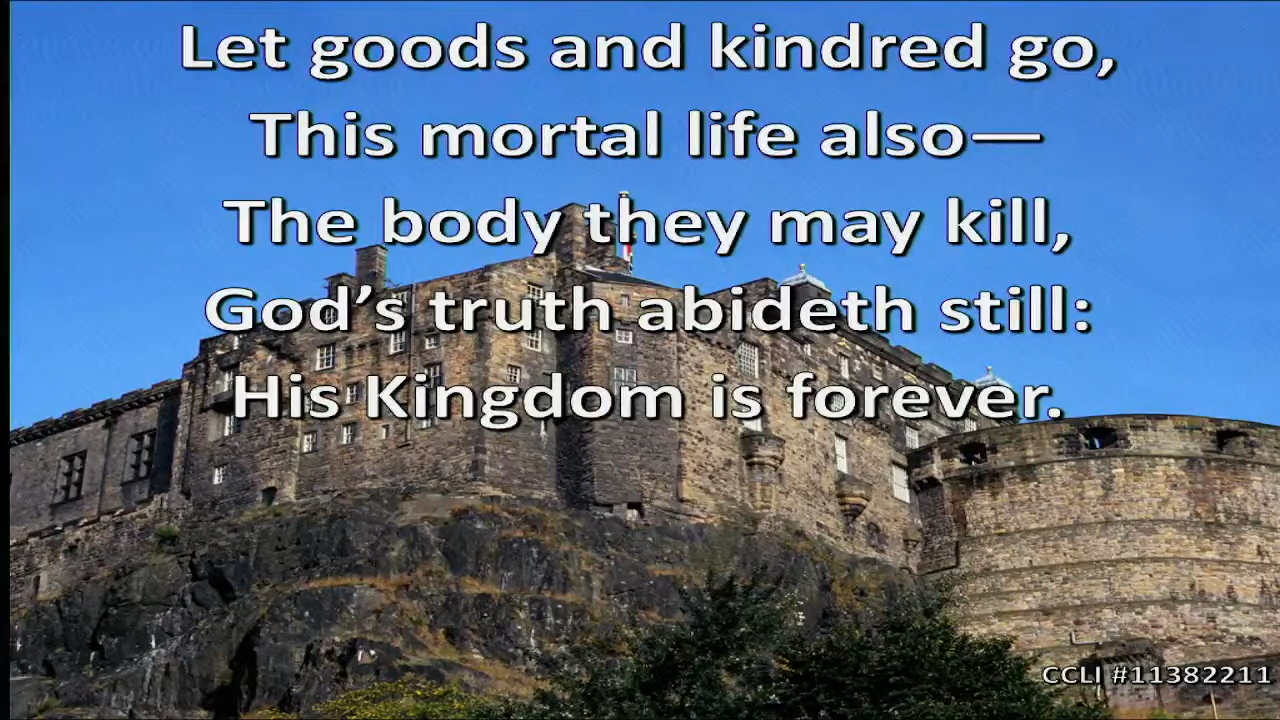 Let goods and kindred go,
This mortal life also—
The body they may kill,
God’s truth abideth still:
His Kingdom is forever.
CCLI #11382211